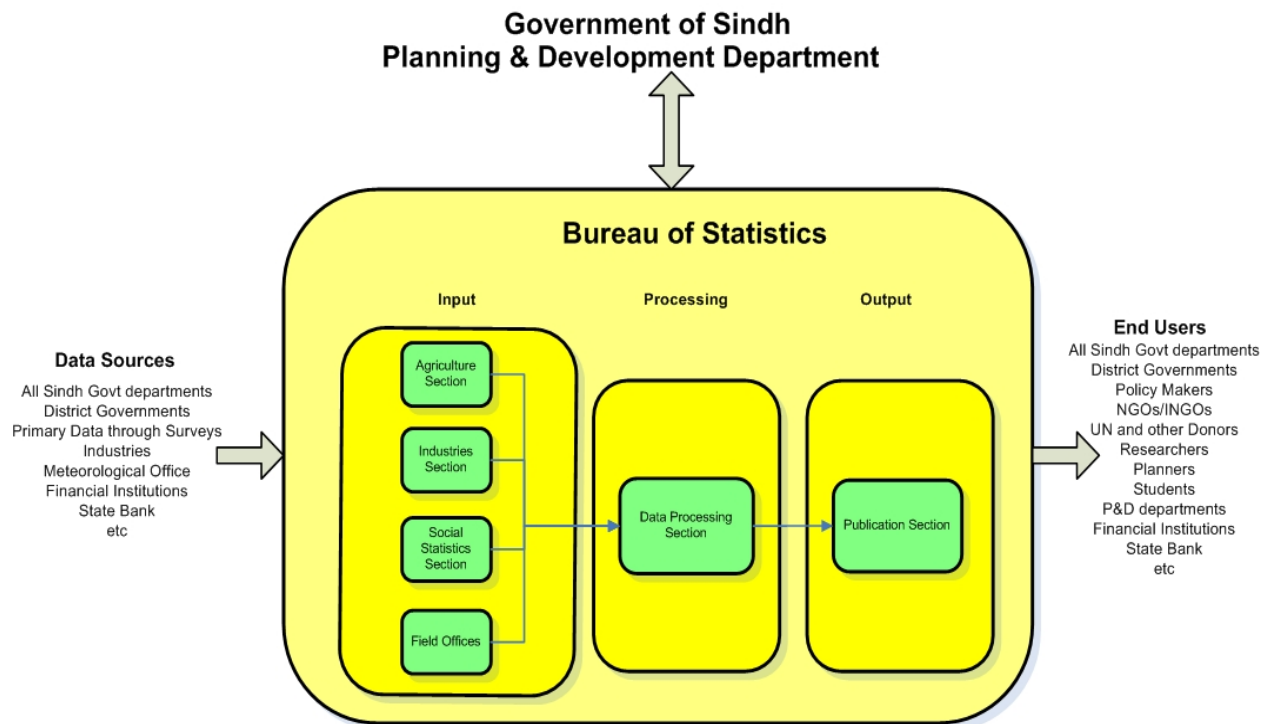 Government of Sindh
Planning & Development Department
Bureau of Statistics
Input
Processing
Output
Data Sources
All Sindh Govt departments
District Governments
Primary Data through Surveys
Industries
Meteorological Office
Financial Institutions
State Bank
etc
Agriculture
Section
Industries
Section
Social
Statistics
Section
Field Offices
Data Processing
Section
Publication Section
End Users
All Sindh Govt departments
District Governments
Policy Makers
NGOs/INGOs
UN and other Donors
Researchers
Planners
Students
P&D departments
Financial Institutions
State Bank
etc